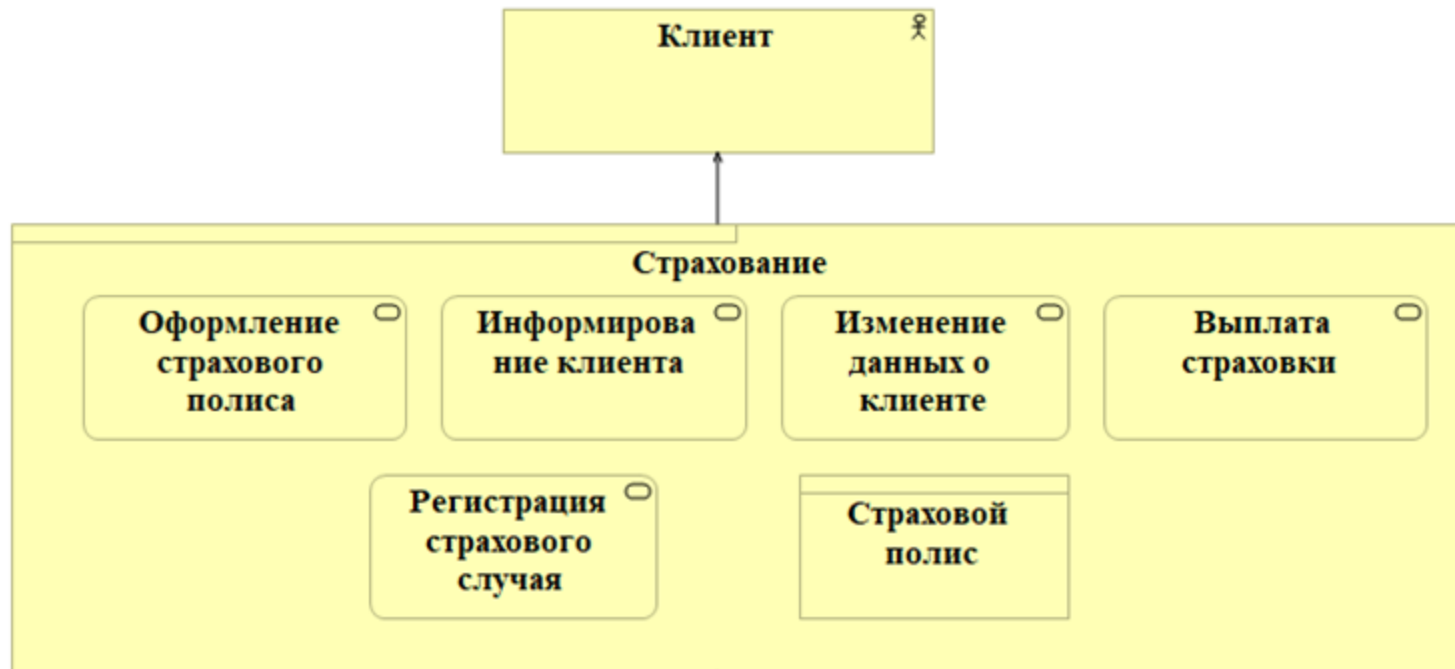 Клиент
Страхование
Оформление
страхового
полиса
Информирова
ние клиента
Изменение
данных о
клиенте
Выплата
страховки
Регистрация
страхового
случая
Страховой
полис